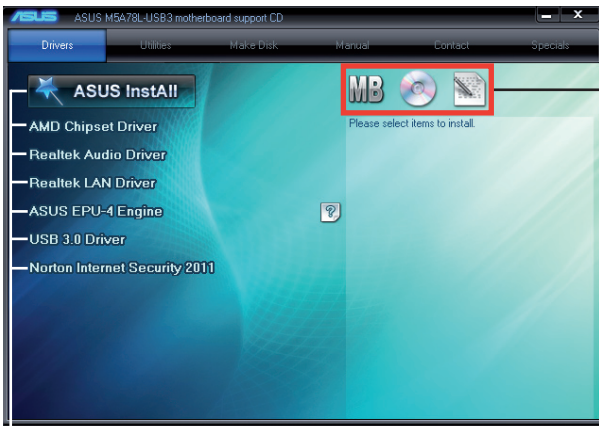 ASUS ASUS M5A78L-USB3 motherboard support CD
Drivers Utilities Make Disk Manual Contact Specials
ASUS InstAll
MB
Please select items to install.
AMD Chipset Driver
Realtek Audio Driver
Realtek LAN Driver
ASUS EPU-4 Engine
?
USB 3.0 Driver
Norton Internet Security 2011